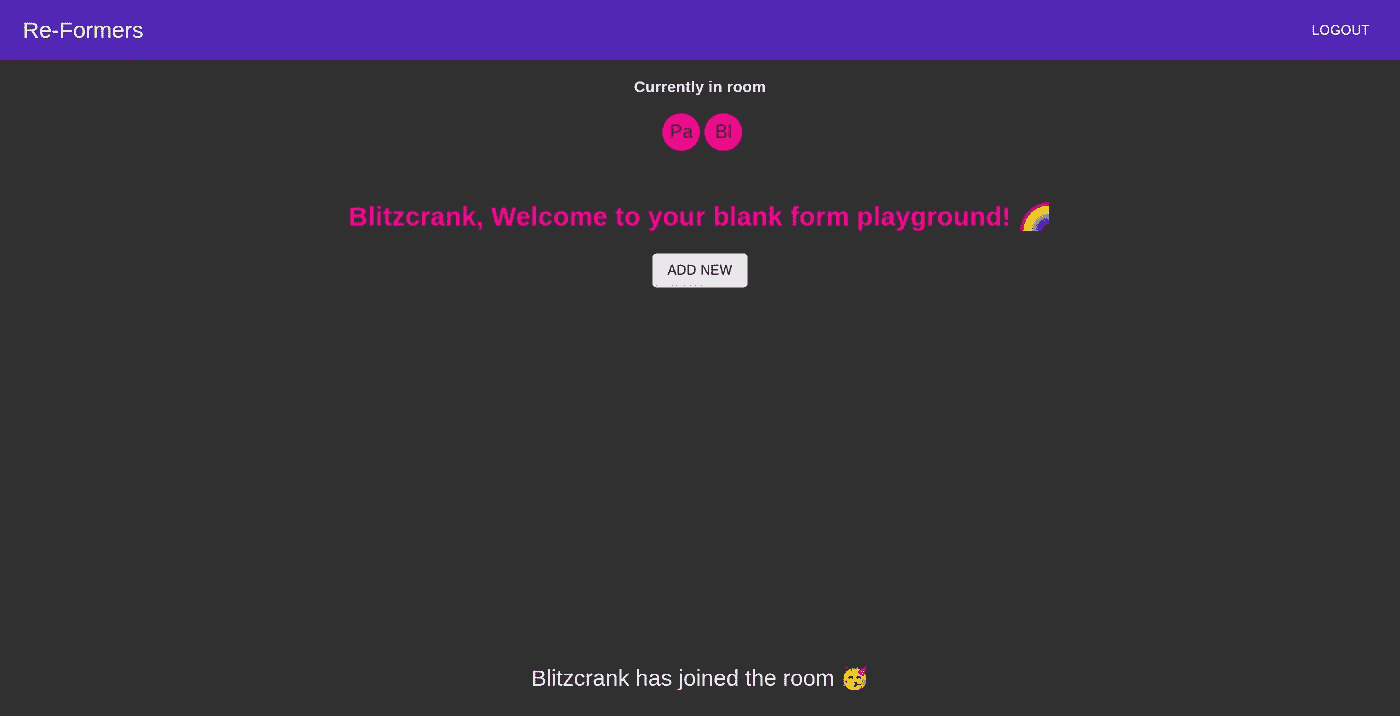 Re-Formers
LOGOUT
Currently in room
Pa Bl
Blitzcrank, Welcome to your blank form playground! 🌈
ADD NEW
Blitzcrank has joined the room 🥳